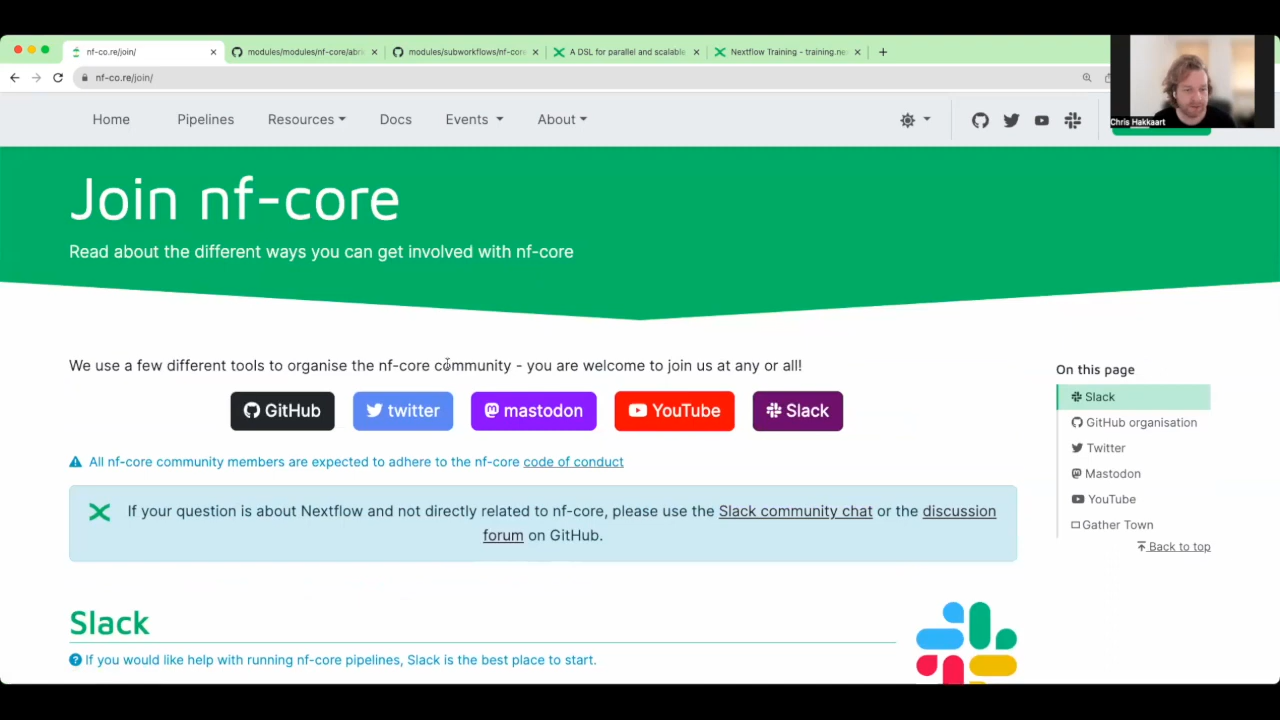 nf-co.re/join/
modules/modules/nf-core/abri
modules/subworkflows/nf-core
A DSL for parallel and scalable
Nextflow Training - training.ne
nf-co.re/join/
Chris Hakkaart
Home Pipelines Resources Docs Events About
Join nf-core
Read about the different ways you can get involved with nf-core
We use a few different tools to organise the nf-core community - you are welcome to join us at any or all!
GitHub twitter mastodon YouTube Slack
All nf-core community members are expected to adhere to the nf-core code of conduct
If your question is about Nextflow and not directly related to nf-core, please use the Slack community chat or the discussion
forum on GitHub.
Slack
If you would like help with running nf-core pipelines, Slack is the best place to start.
On this page
Slack
GitHub organisation
Twitter
Mastodon
YouTube
Gather Town
Back to top